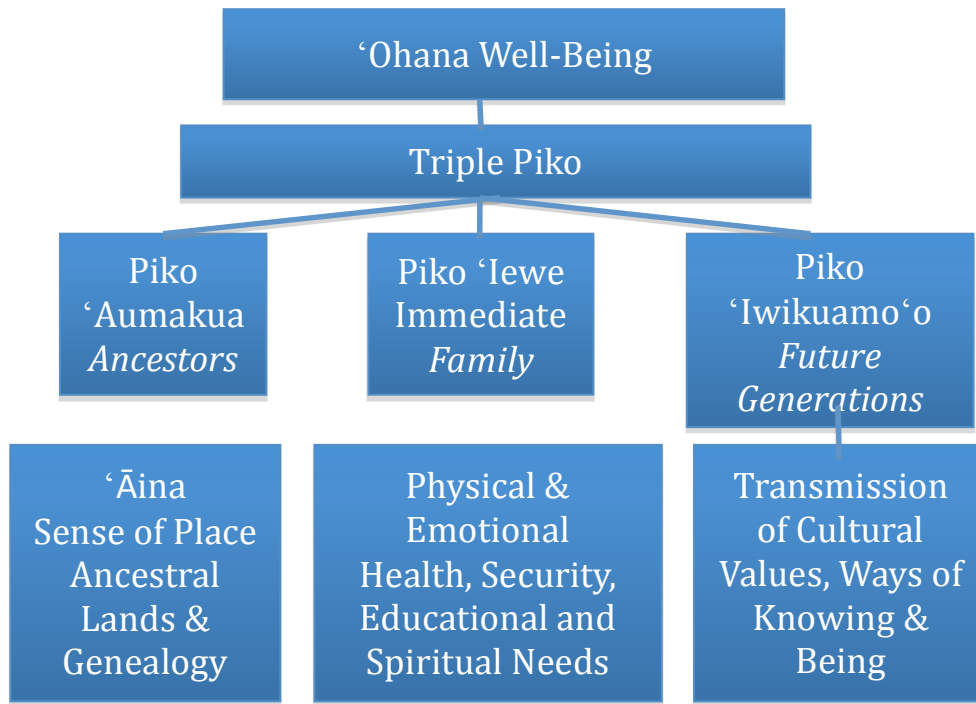 ʻOhana Well-Being
Triple Piko
Piko
ʻAumakua
Ancestors
Piko ʻIewe
Immediate
Family
Piko
ʻIwikuamoʻo
Future
Generations
ʻĀina
Sense of Place
Ancestral
Lands &
Genealogy
Physical &
Emotional
Health, Security,
Educational and
Spiritual Needs
Transmission
of Cultural
Values, Ways of
Knowing &
Being